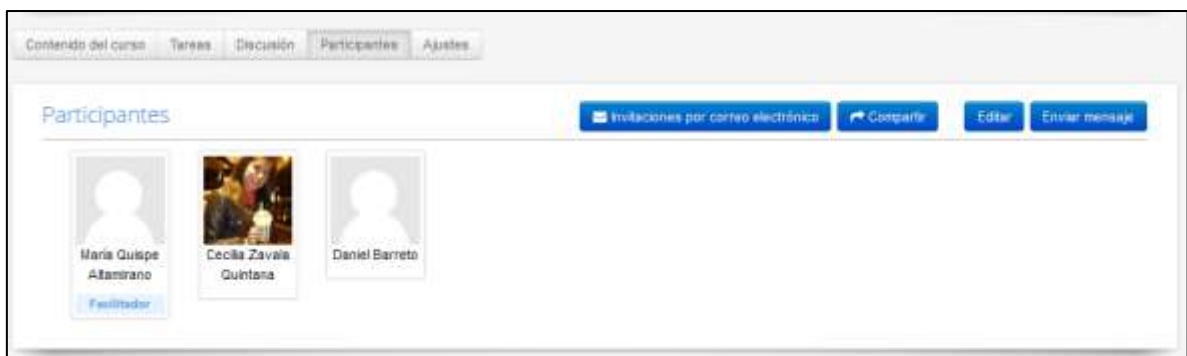 Contenido del curso Tareas Discusión Participantes Ajustes
Participantes
Invitaciones por correo electrónico Compartir Editar Enviar mensaje
María Quispe
Altamirano
Facilitador
Cecilia Zavala
Quintana
Daniel Barreto